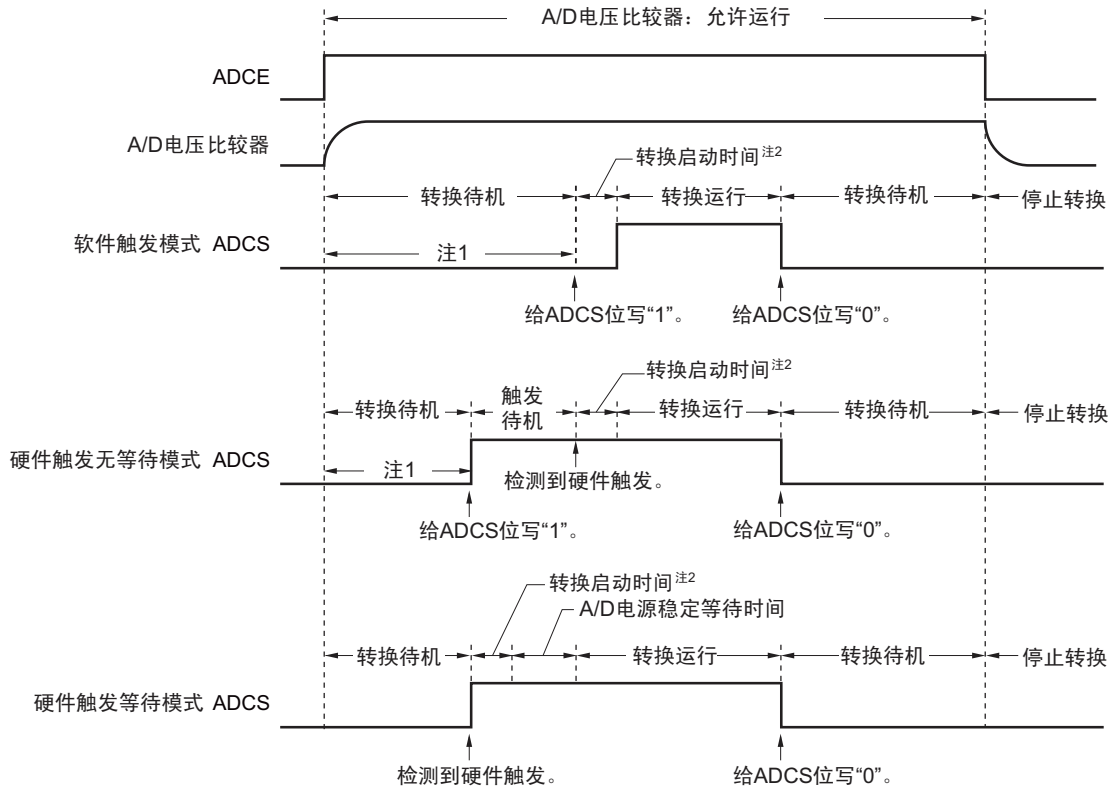 A/D电压比较器：允许运行
ADCE
A/D电压比较器
转换启动时间注2
转换待机 转换运行 转换待机 停止转换
软件触发模式 ADCS
注1
给ADCS位写“1”。 给ADCS位写“0”。
转换启动时间注2
转换待机 触发待机 转换运行 转换待机 停止转换
硬件触发无等待模式 ADCS
注1
检测到硬件触发。
给ADCS位写“1”。 给ADCS位写“0”。
转换启动时间注2
A/D电源稳定等待时间
转换待机 转换运行 转换待机 停止转换
硬件触发等待模式 ADCS
检测到硬件触发。 给ADCS位写“0”。